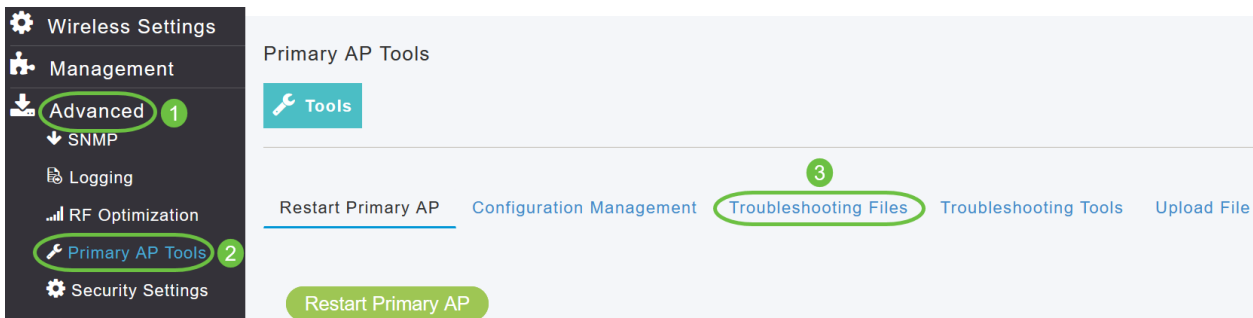 Wireless Settings
Management
Advanced 1
SNMP
Logging
RF Optimization
Primary AP Tools 2
Security Settings
Primary AP Tools
Tools
3
Restart Primary AP Configuration Management Troubleshooting Files Troubleshooting Tools Upload File
Restart Primary AP